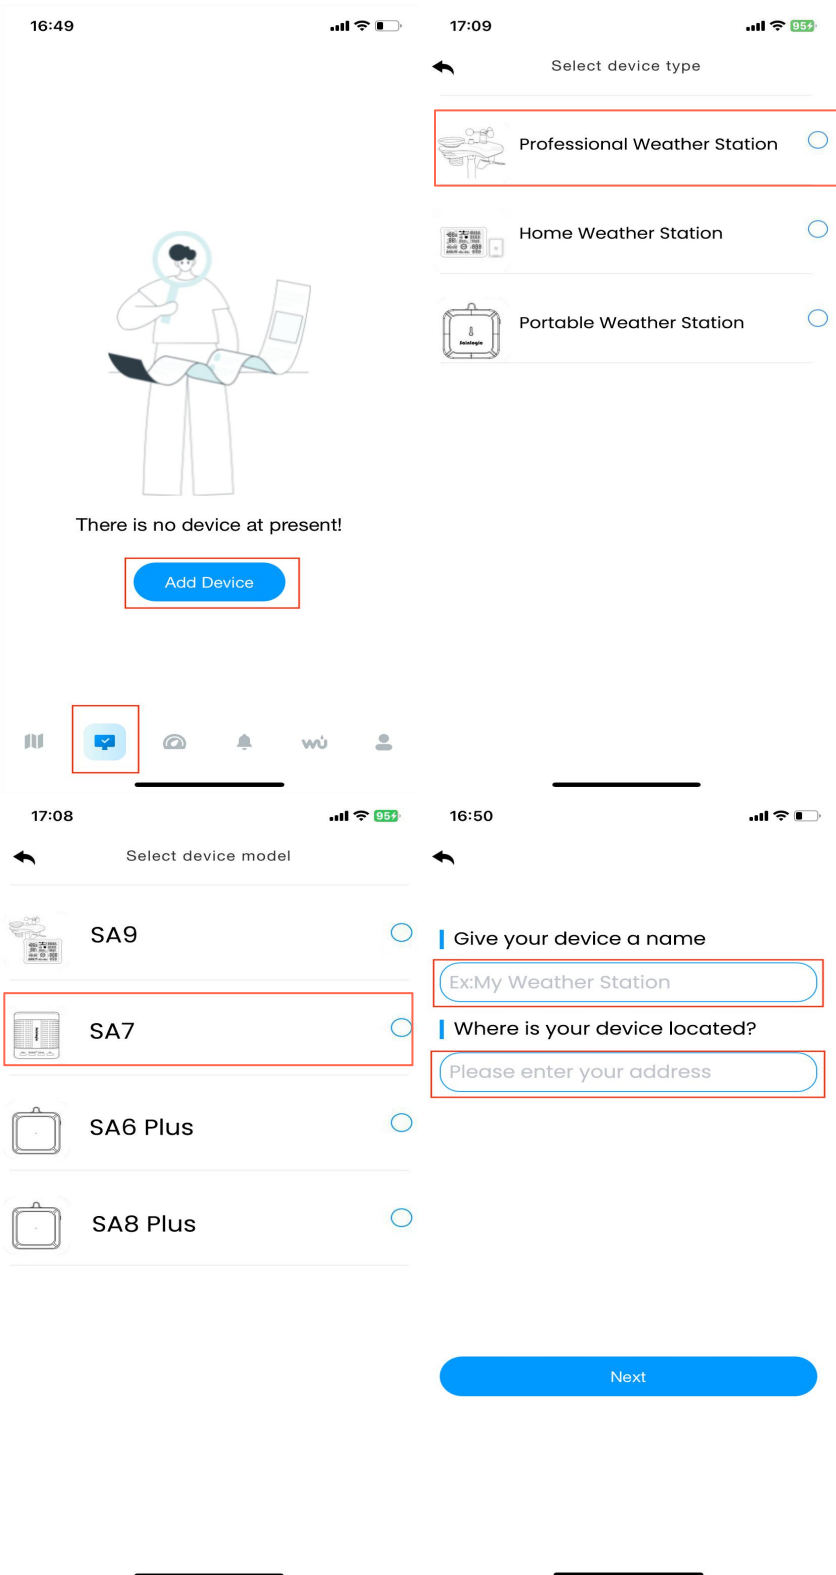 16:49
There is no device at present!
Add Device
wu
17:09
95
Select device type
Professional Weather Station
Home Weather Station
Portable Weather Station
Sainlogic
17:08
95
Select device model
SA9
SA7
SA6 Plus
SA8 Plus
16:50
Give your device a name
Ex:My Weather Station
Where is your device located?
Please enter your address
Next